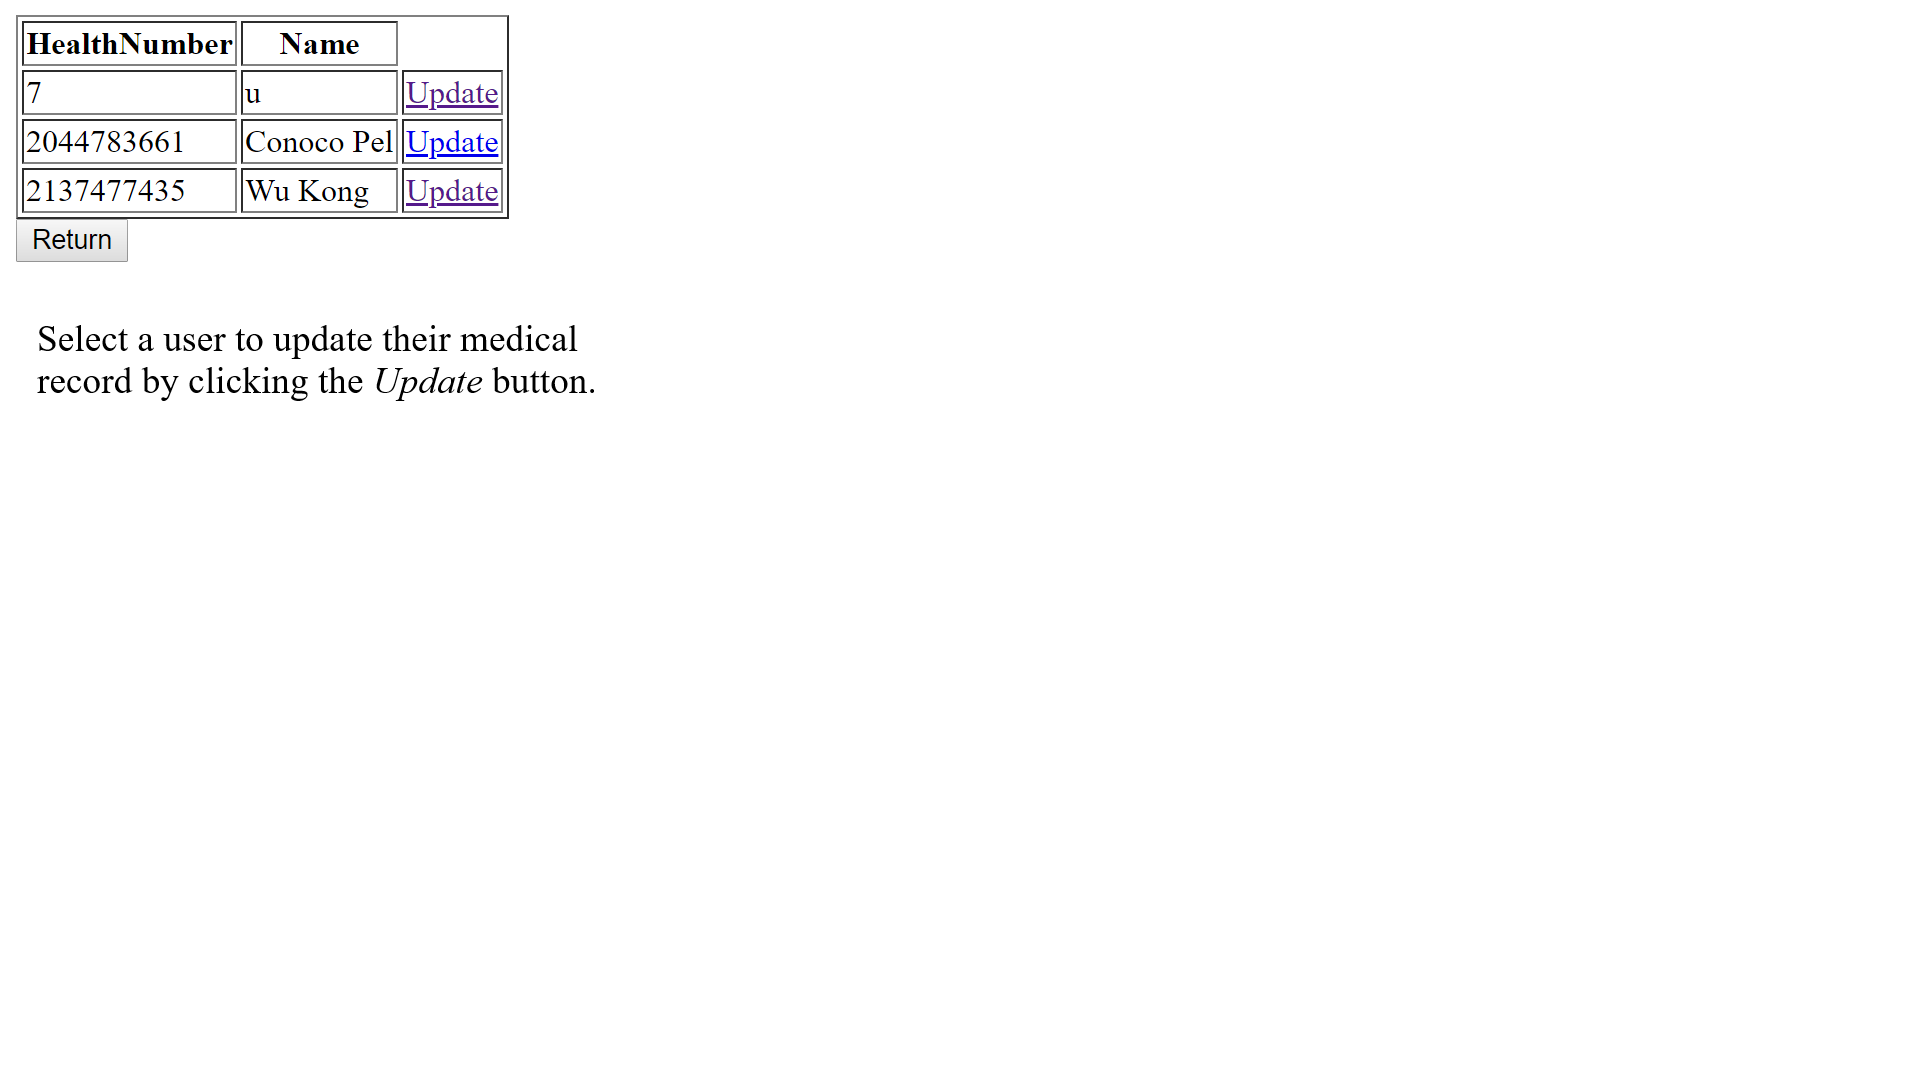 HealthNumber Name
7 u Update
2044783661 Conoco Pel Update
2137477435 Wu Kong Update
Return
Select a user to update their medical
record by clicking the Update button.